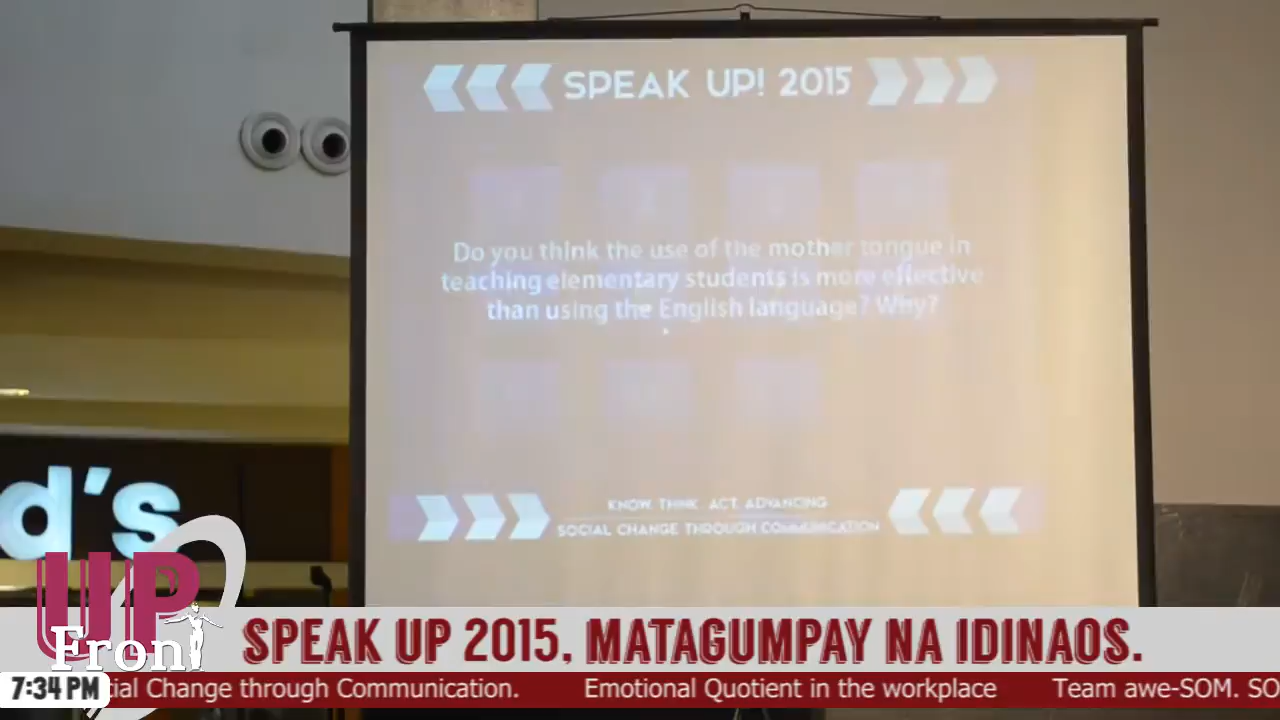 SPEAK UP! 2015
Do you think the use of the mother tongue in
teaching elementary students is more effective
than using the English language? Why?
KNOW. THINK. ACT. ADVANCING
SOCIAL CHANGE THROUGH COMMUNICATION
d's
UP
Front
SPEAK UP 2015, MATAGUMPAY NA IDINAOS.
7:34 PM
cial Change through Communication. Emotional Quotient in the workplace Team awe-SOM. SO